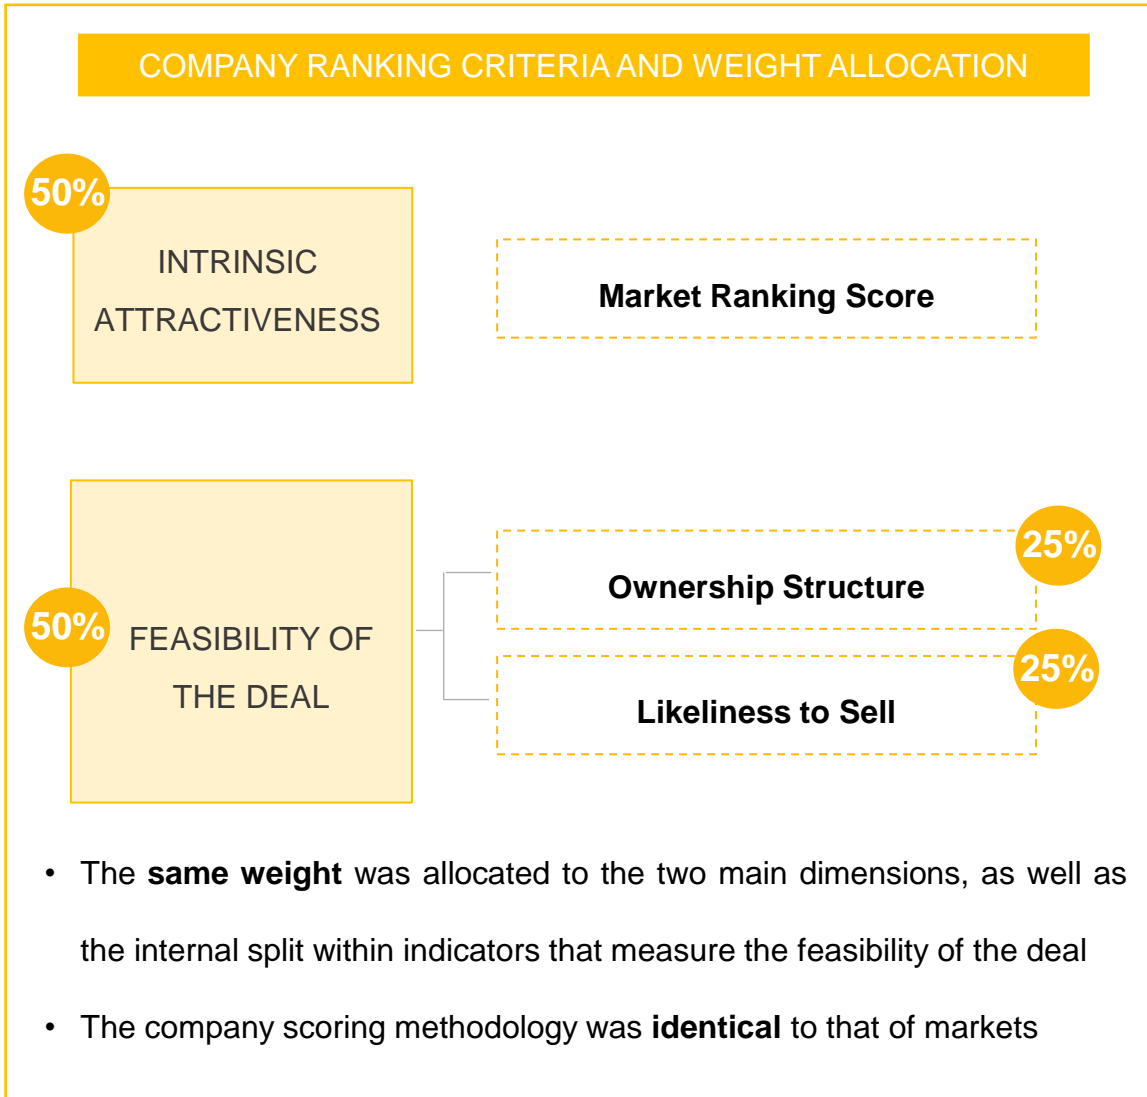 COMPANY RANKING CRITERIA AND WEIGHT ALLOCATION
50%
INTRINSIC
ATTRACTIVENESS
Market Ranking Score
50%
FEASIBILITY OF
THE DEAL
25%
Ownership Structure
25%
Likeliness to Sell
• The same weight was allocated to the two main dimensions, as well as
the internal split within indicators that measure the feasibility of the deal
• The company scoring methodology was identical to that of markets